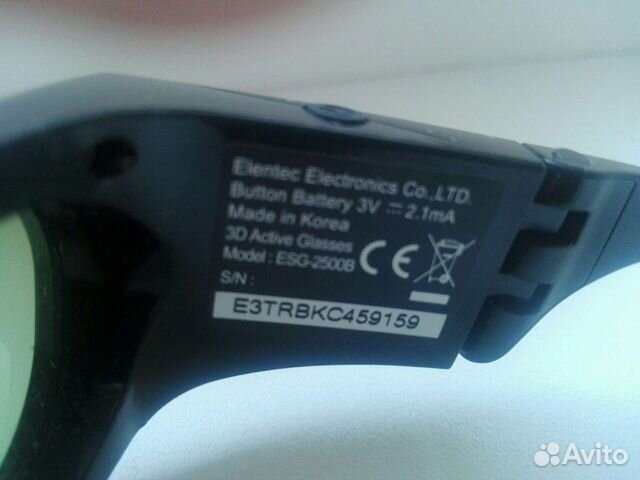 Elentec Electronics Co.,LTD.
Button Battery 3V ⎓ 2.1mA
Made in Korea
3D Active Glasses
Model : ESG-2500B
CE
S/N :
E3TRBKC459159
Avito